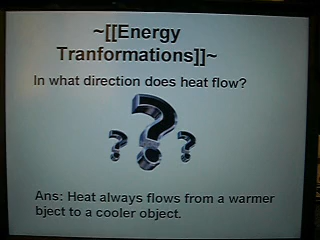 ~[[Energy
Tranformations]]~
In what direction does heat flow?
???
Ans: Heat always flows from a warmer
bject to a cooler object.